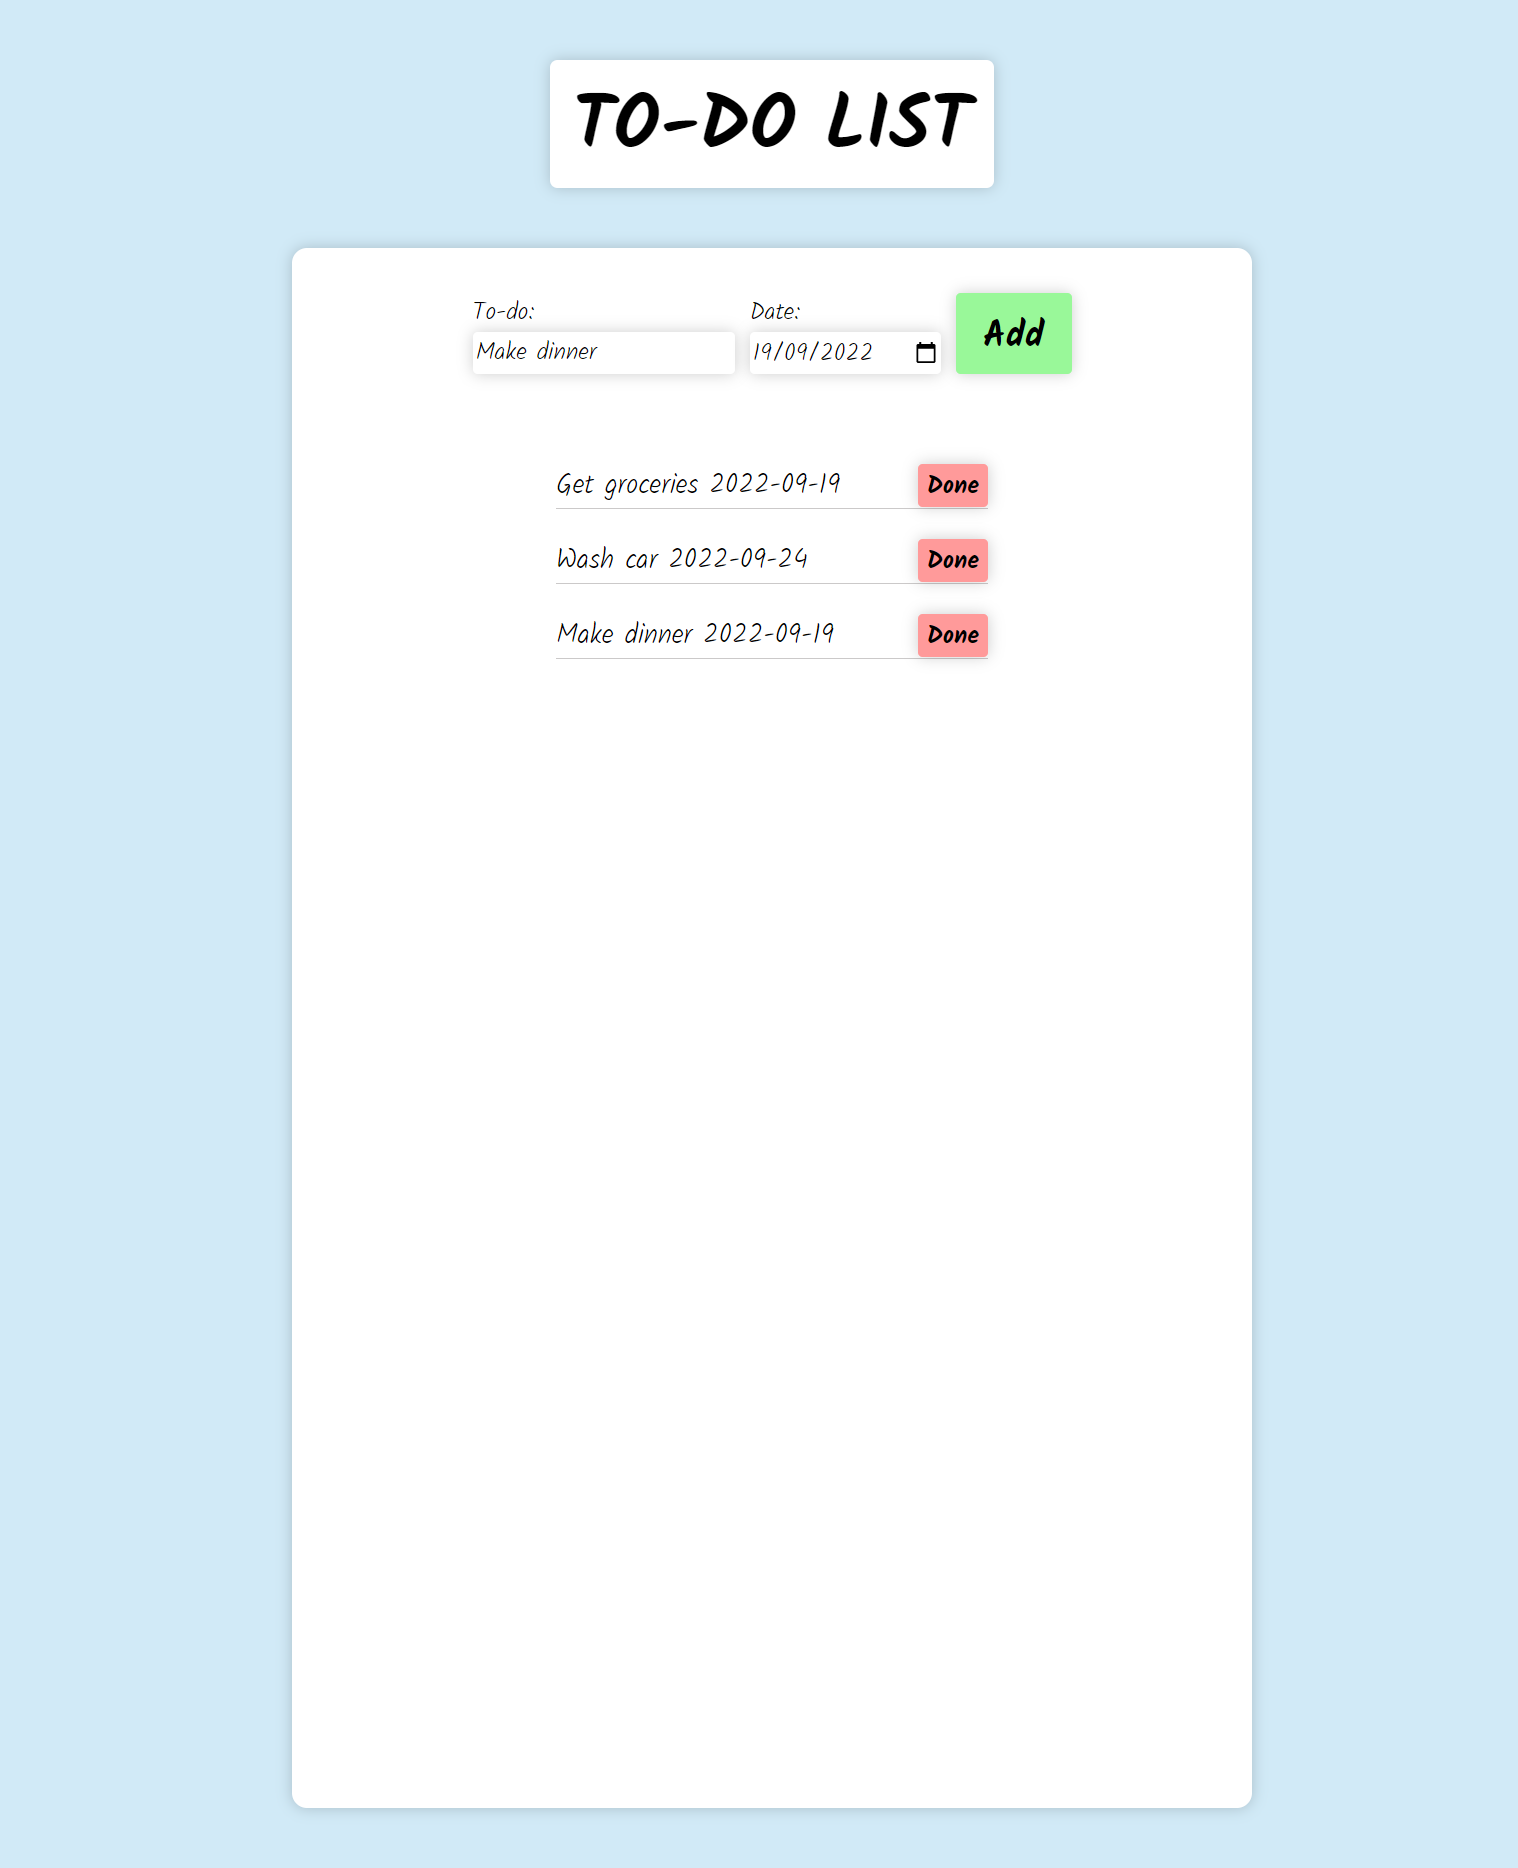 TO-DO LIST
To-do: Date:
Make dinner 19/09/2022 Add
Get groceries 2022-09-19 Done
Wash car 2022-09-24 Done
Make dinner 2022-09-19 Done